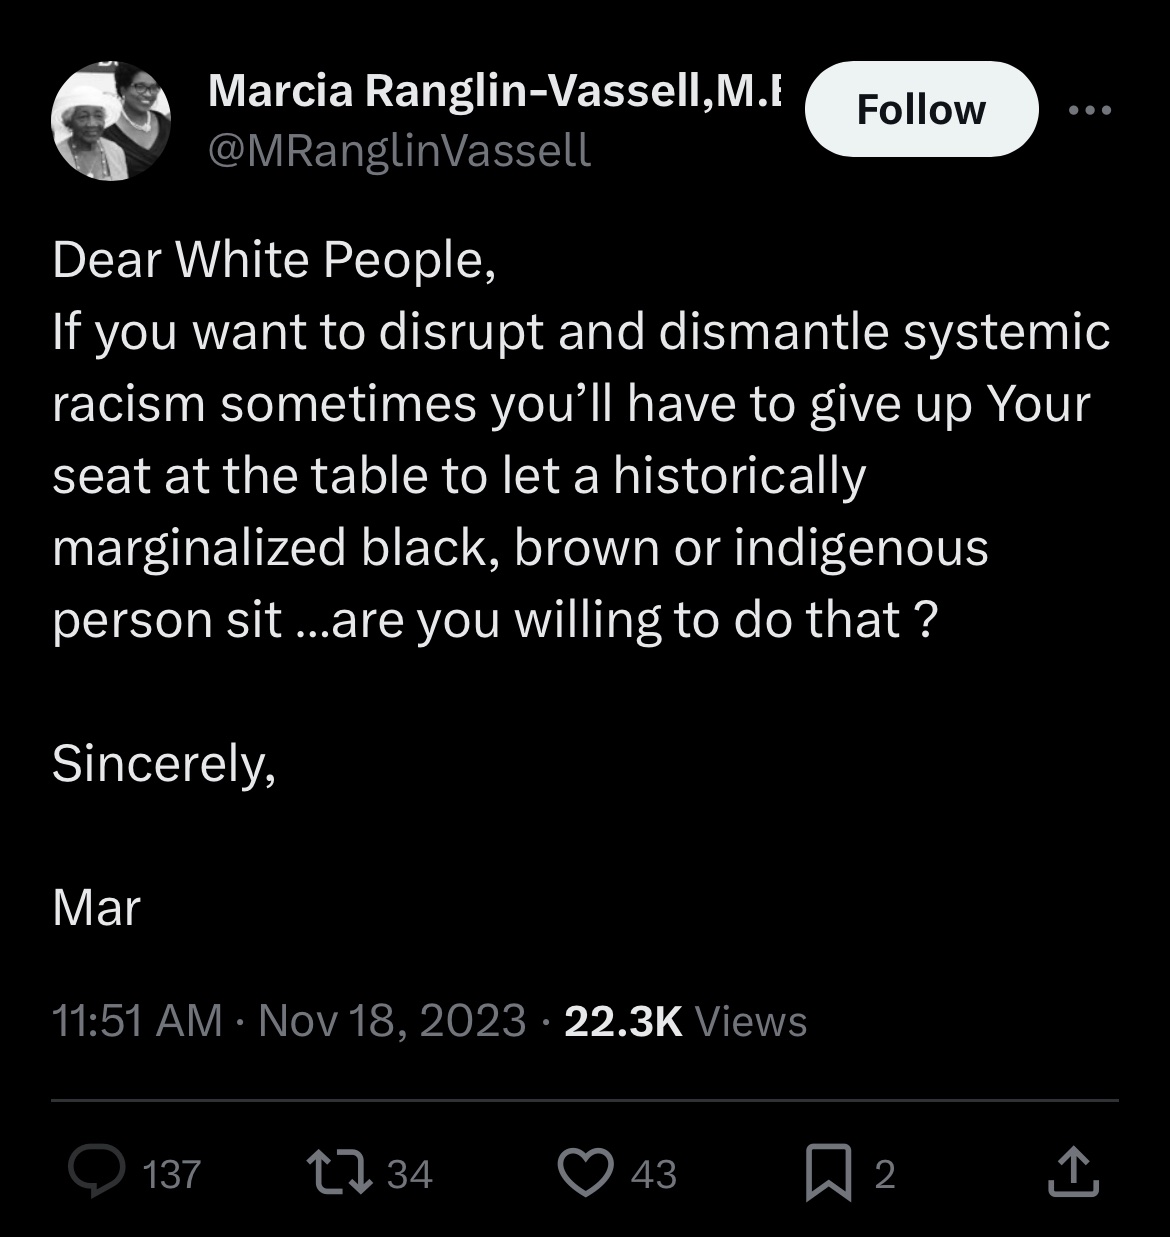 Marcia Ranglin-Vassell,M.E
Follow
@MRanglinVassell
Dear White People,
If you want to disrupt and dismantle systemic
racism sometimes you’ll have to give up Your
seat at the table to let a historically
marginalized black, brown or indigenous
person sit ...are you willing to do that ?
Sincerely,
Mar
11:51 AM · Nov 18, 2023 · 22.3K Views
137 34 43 2